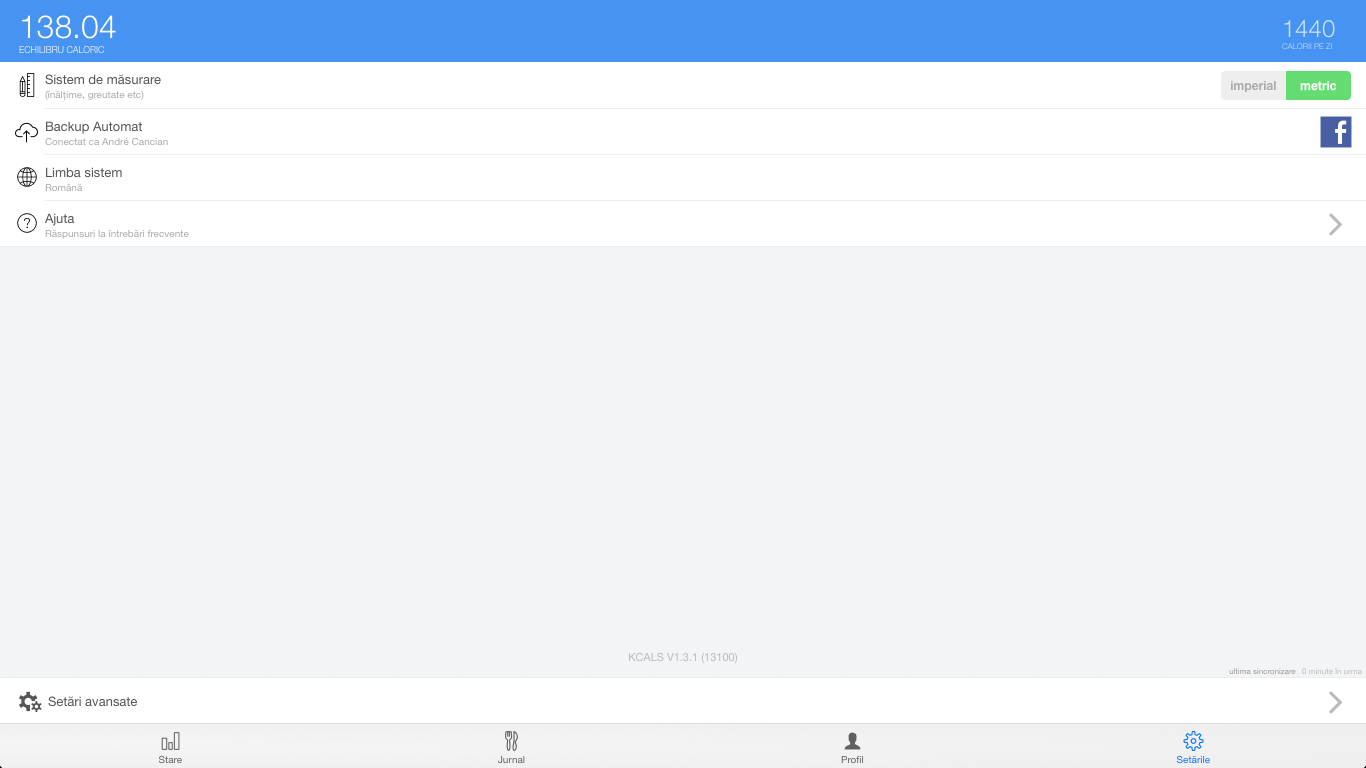 138.04
ECHILIBRU CALORIC
1440
CALORII PE ZI
Sistem de măsurare
(înălțime, greutate etc)
imperial
metric
Backup Automat
Conectat ca André Cancian
Limba sistem
Română
Ajuta
Răspunsuri la întrebări frecvente
KCALS V1.3.1 (13100)
ultima sincronizare 0 minute în urma
Setări avansate
Stare
Jurnal
Profil
Setările